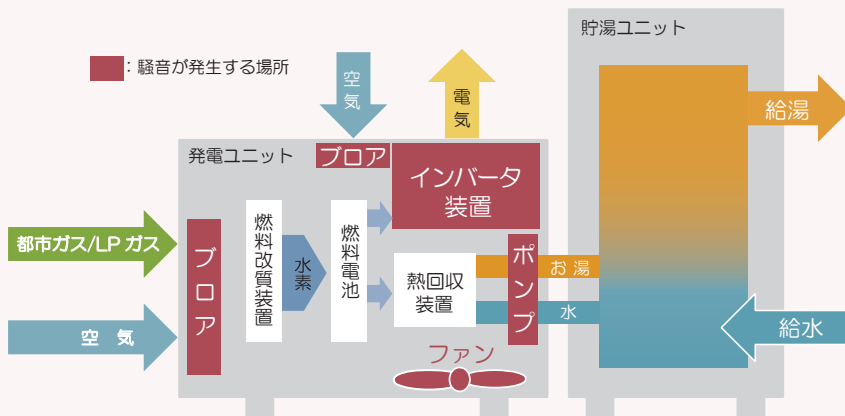 貯湯ユニット
：騒音が発生する場所
空気
電気
給湯
発電ユニット
ブロア
インバータ
装置
都市ガス/LPガス
ブロア
燃料改質装置
水素
燃料電池
熱回収
装置
ポンプ
お湯
水
空　気
給水
ファン